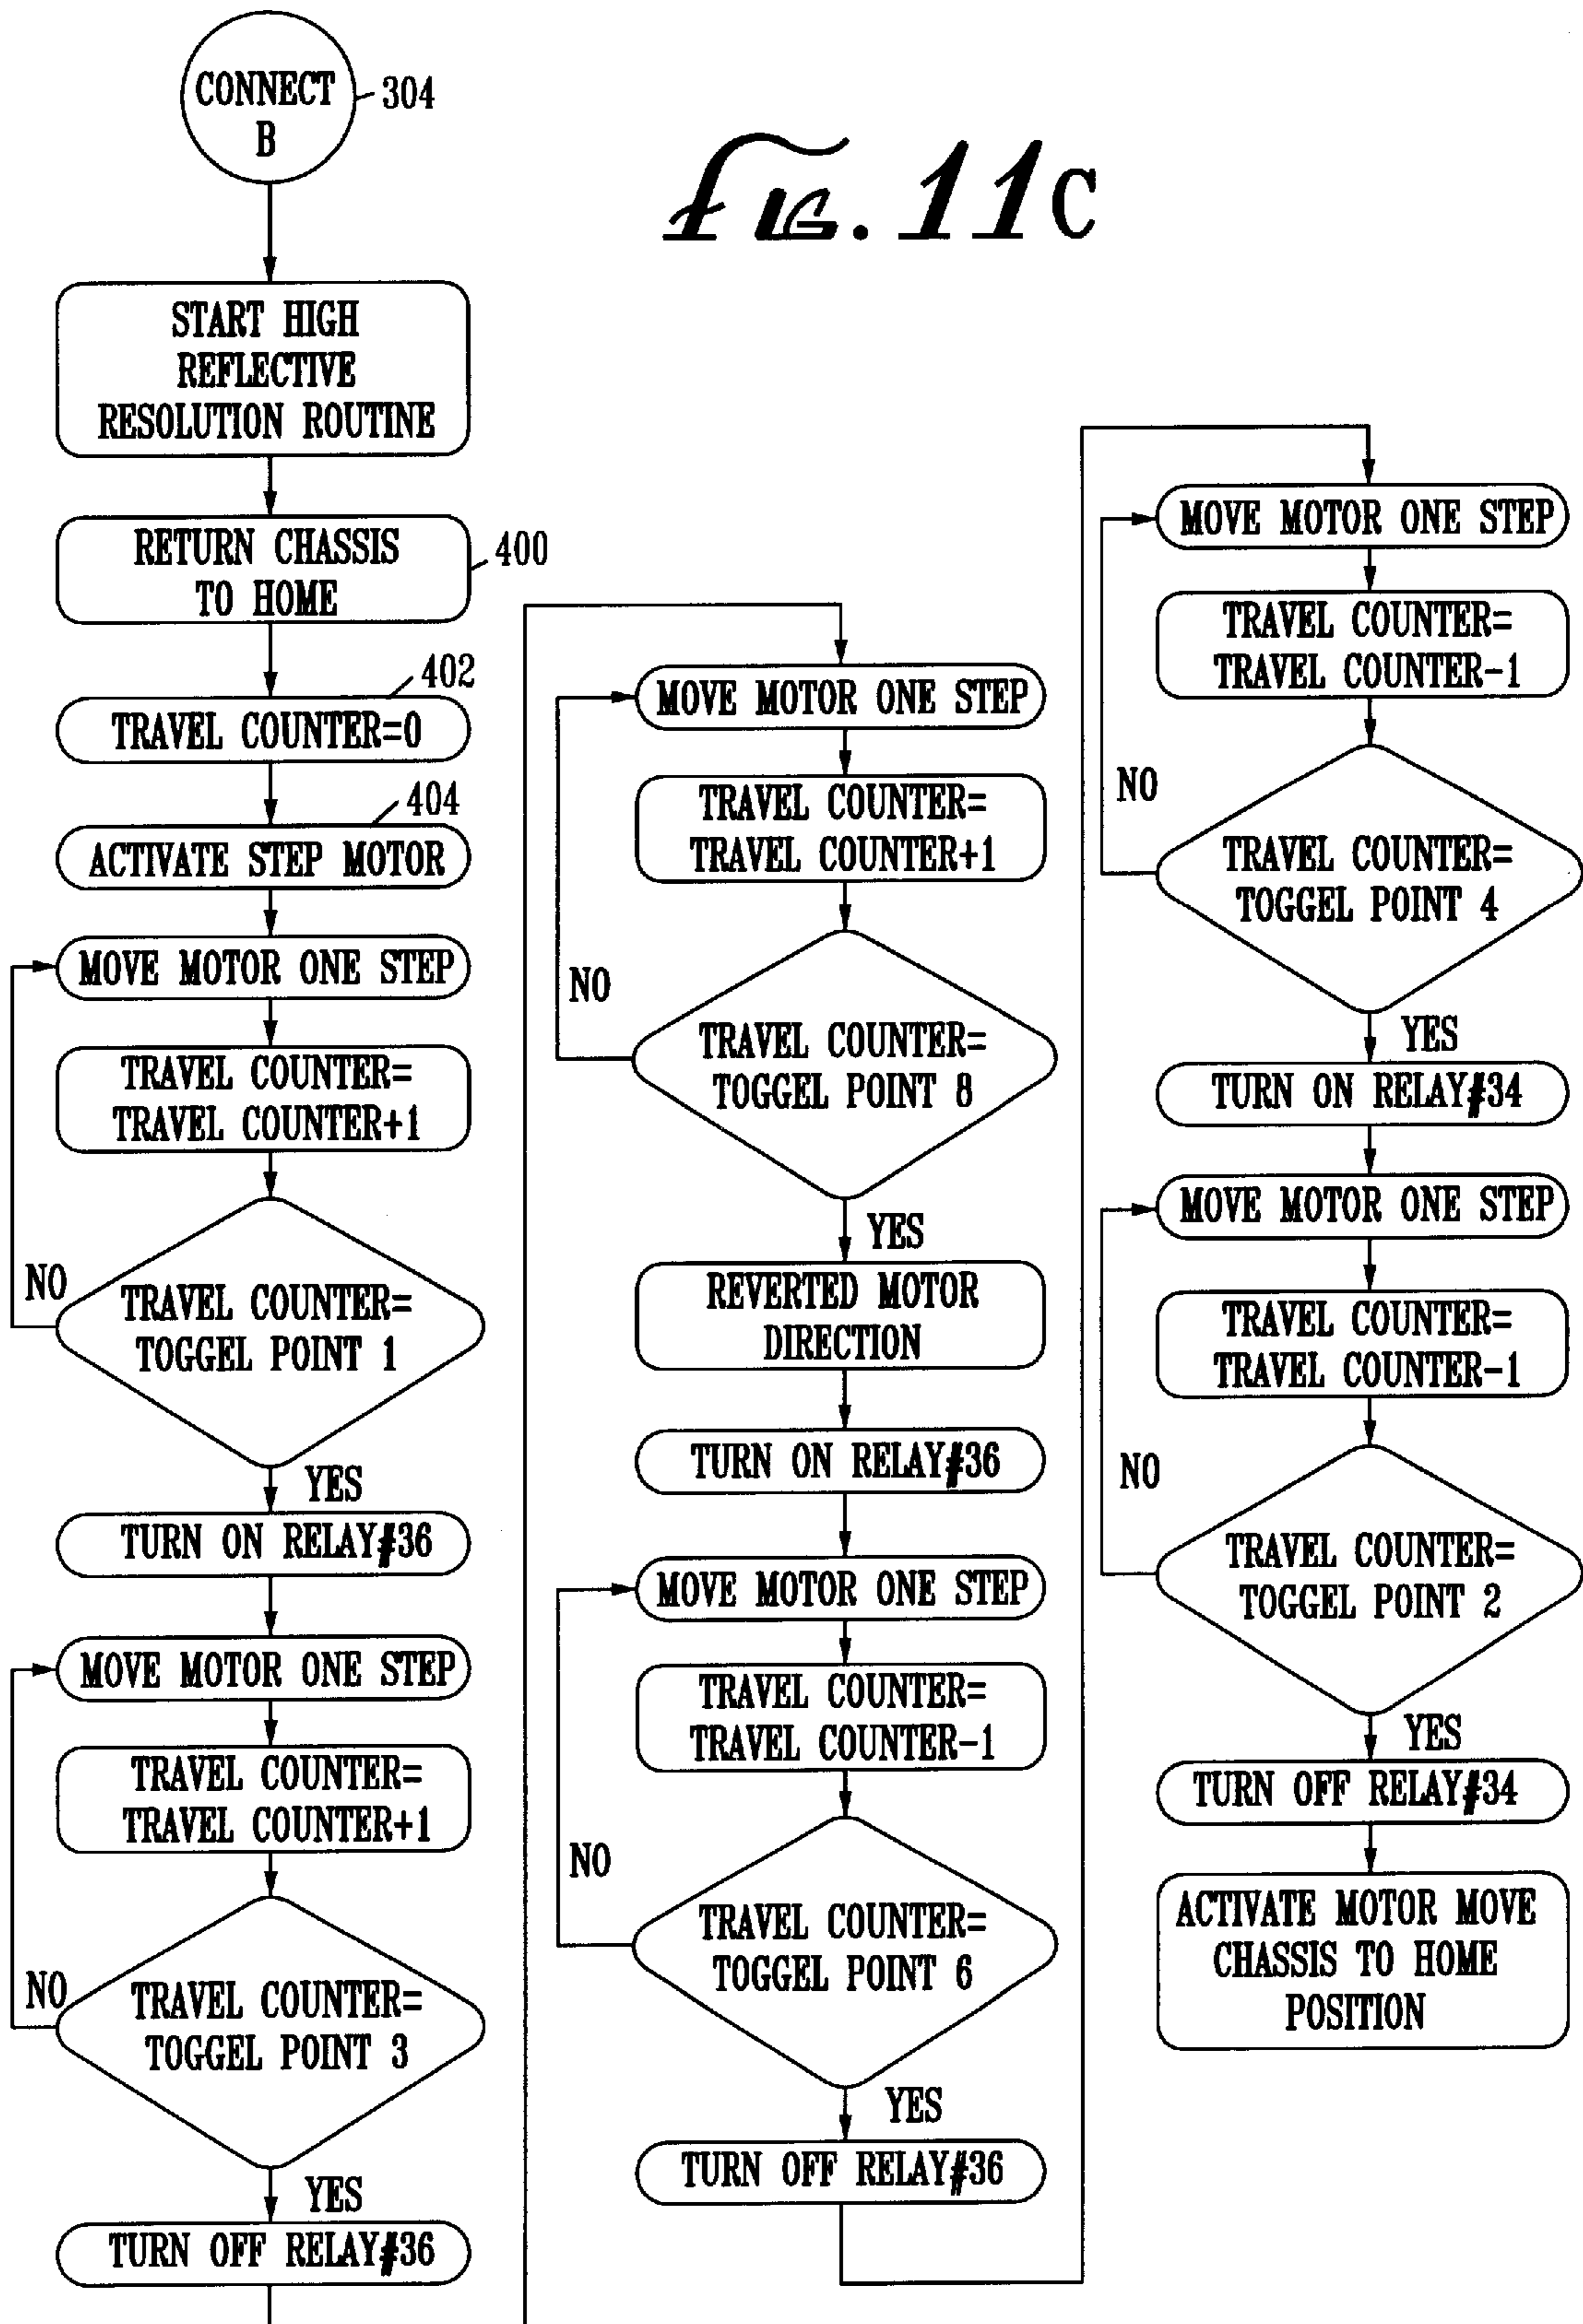 CONNECT
B
304
Fig. 11c
START HIGH
REFLECTIVE
RESOLUTION ROUTINE
RETURN CHASSIS
TO HOME
400
402
TRAVEL COUNTER=0
404
ACTIVATE STEP MOTOR
MOVE MOTOR ONE STEP
TRAVEL COUNTER=
TRAVEL COUNTER+1
NO
TRAVEL COUNTER=
TOGGEL POINT 1
YES
TURN ON RELAY#36
MOVE MOTOR ONE STEP
TRAVEL COUNTER=
TRAVEL COUNTER+1
NO
TRAVEL COUNTER=
TOGGEL POINT 3
YES
TURN OFF RELAY#36
MOVE MOTOR ONE STEP
TRAVEL COUNTER=
TRAVEL COUNTER+1
NO
TRAVEL COUNTER=
TOGGEL POINT 8
YES
REVERTED MOTOR
DIRECTION
TURN ON RELAY#36
MOVE MOTOR ONE STEP
TRAVEL COUNTER=
TRAVEL COUNTER-1
NO
TRAVEL COUNTER=
TOGGEL POINT 6
YES
TURN OFF RELAY#36
MOVE MOTOR ONE STEP
TRAVEL COUNTER=
TRAVEL COUNTER-1
NO
TRAVEL COUNTER=
TOGGEL POINT 4
YES
TURN ON RELAY#34
MOVE MOTOR ONE STEP
TRAVEL COUNTER=
TRAVEL COUNTER-1
NO
TRAVEL COUNTER=
TOGGEL POINT 2
YES
TURN OFF RELAY#34
ACTIVATE MOTOR MOVE
CHASSIS TO HOME
POSITION